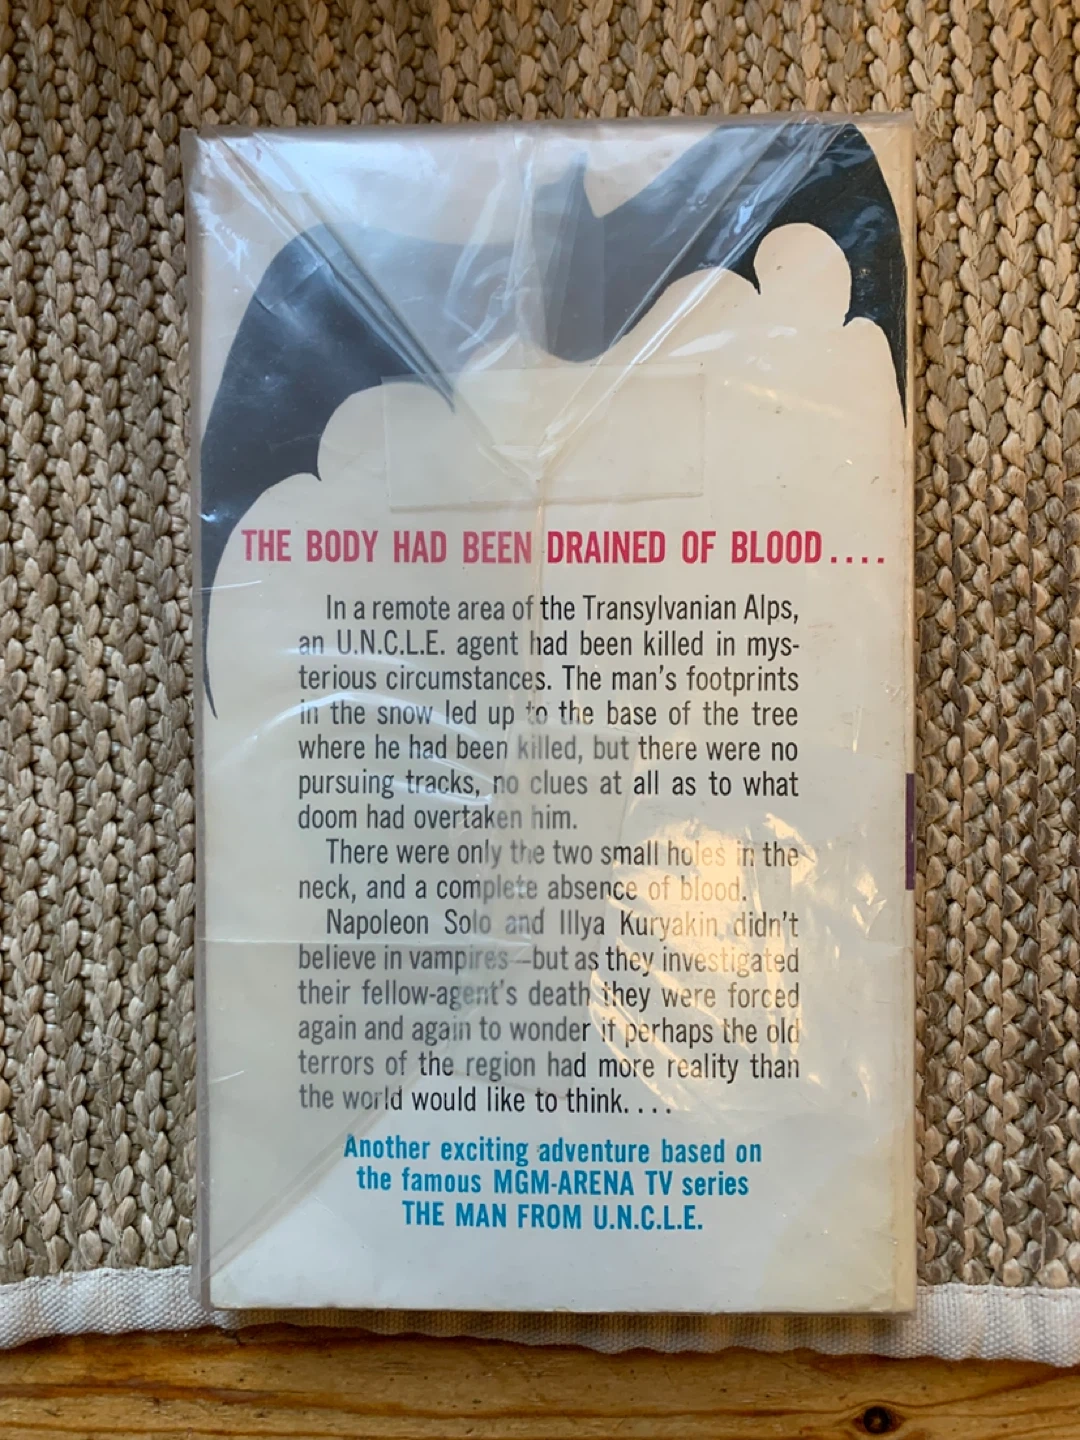 THE BODY HAD BEEN DRAINED OF BLOOD....
In a remote area of the Transylvanian Alps,
an U.N.C.L.E. agent had been killed in mys-
terious circumstances. The man's footprints
in the snow led up to the base of the tree
where he had been killed, but there were no
pursuing tracks, no clues at all as to what
doom had overtaken him.
There were only the two small holes in the
neck, and a complete absence of blood.
Napoleon Solo and Illya Kuryakin didn't
believe in vampires—but as they investigated
their fellow-agent's death they were forced
again and again to wonder if perhaps the old
terrors of the region had more reality than
the world would like to think....
Another exciting adventure based on
the famous MGM-ARENA TV series
THE MAN FROM U.N.C.L.E.